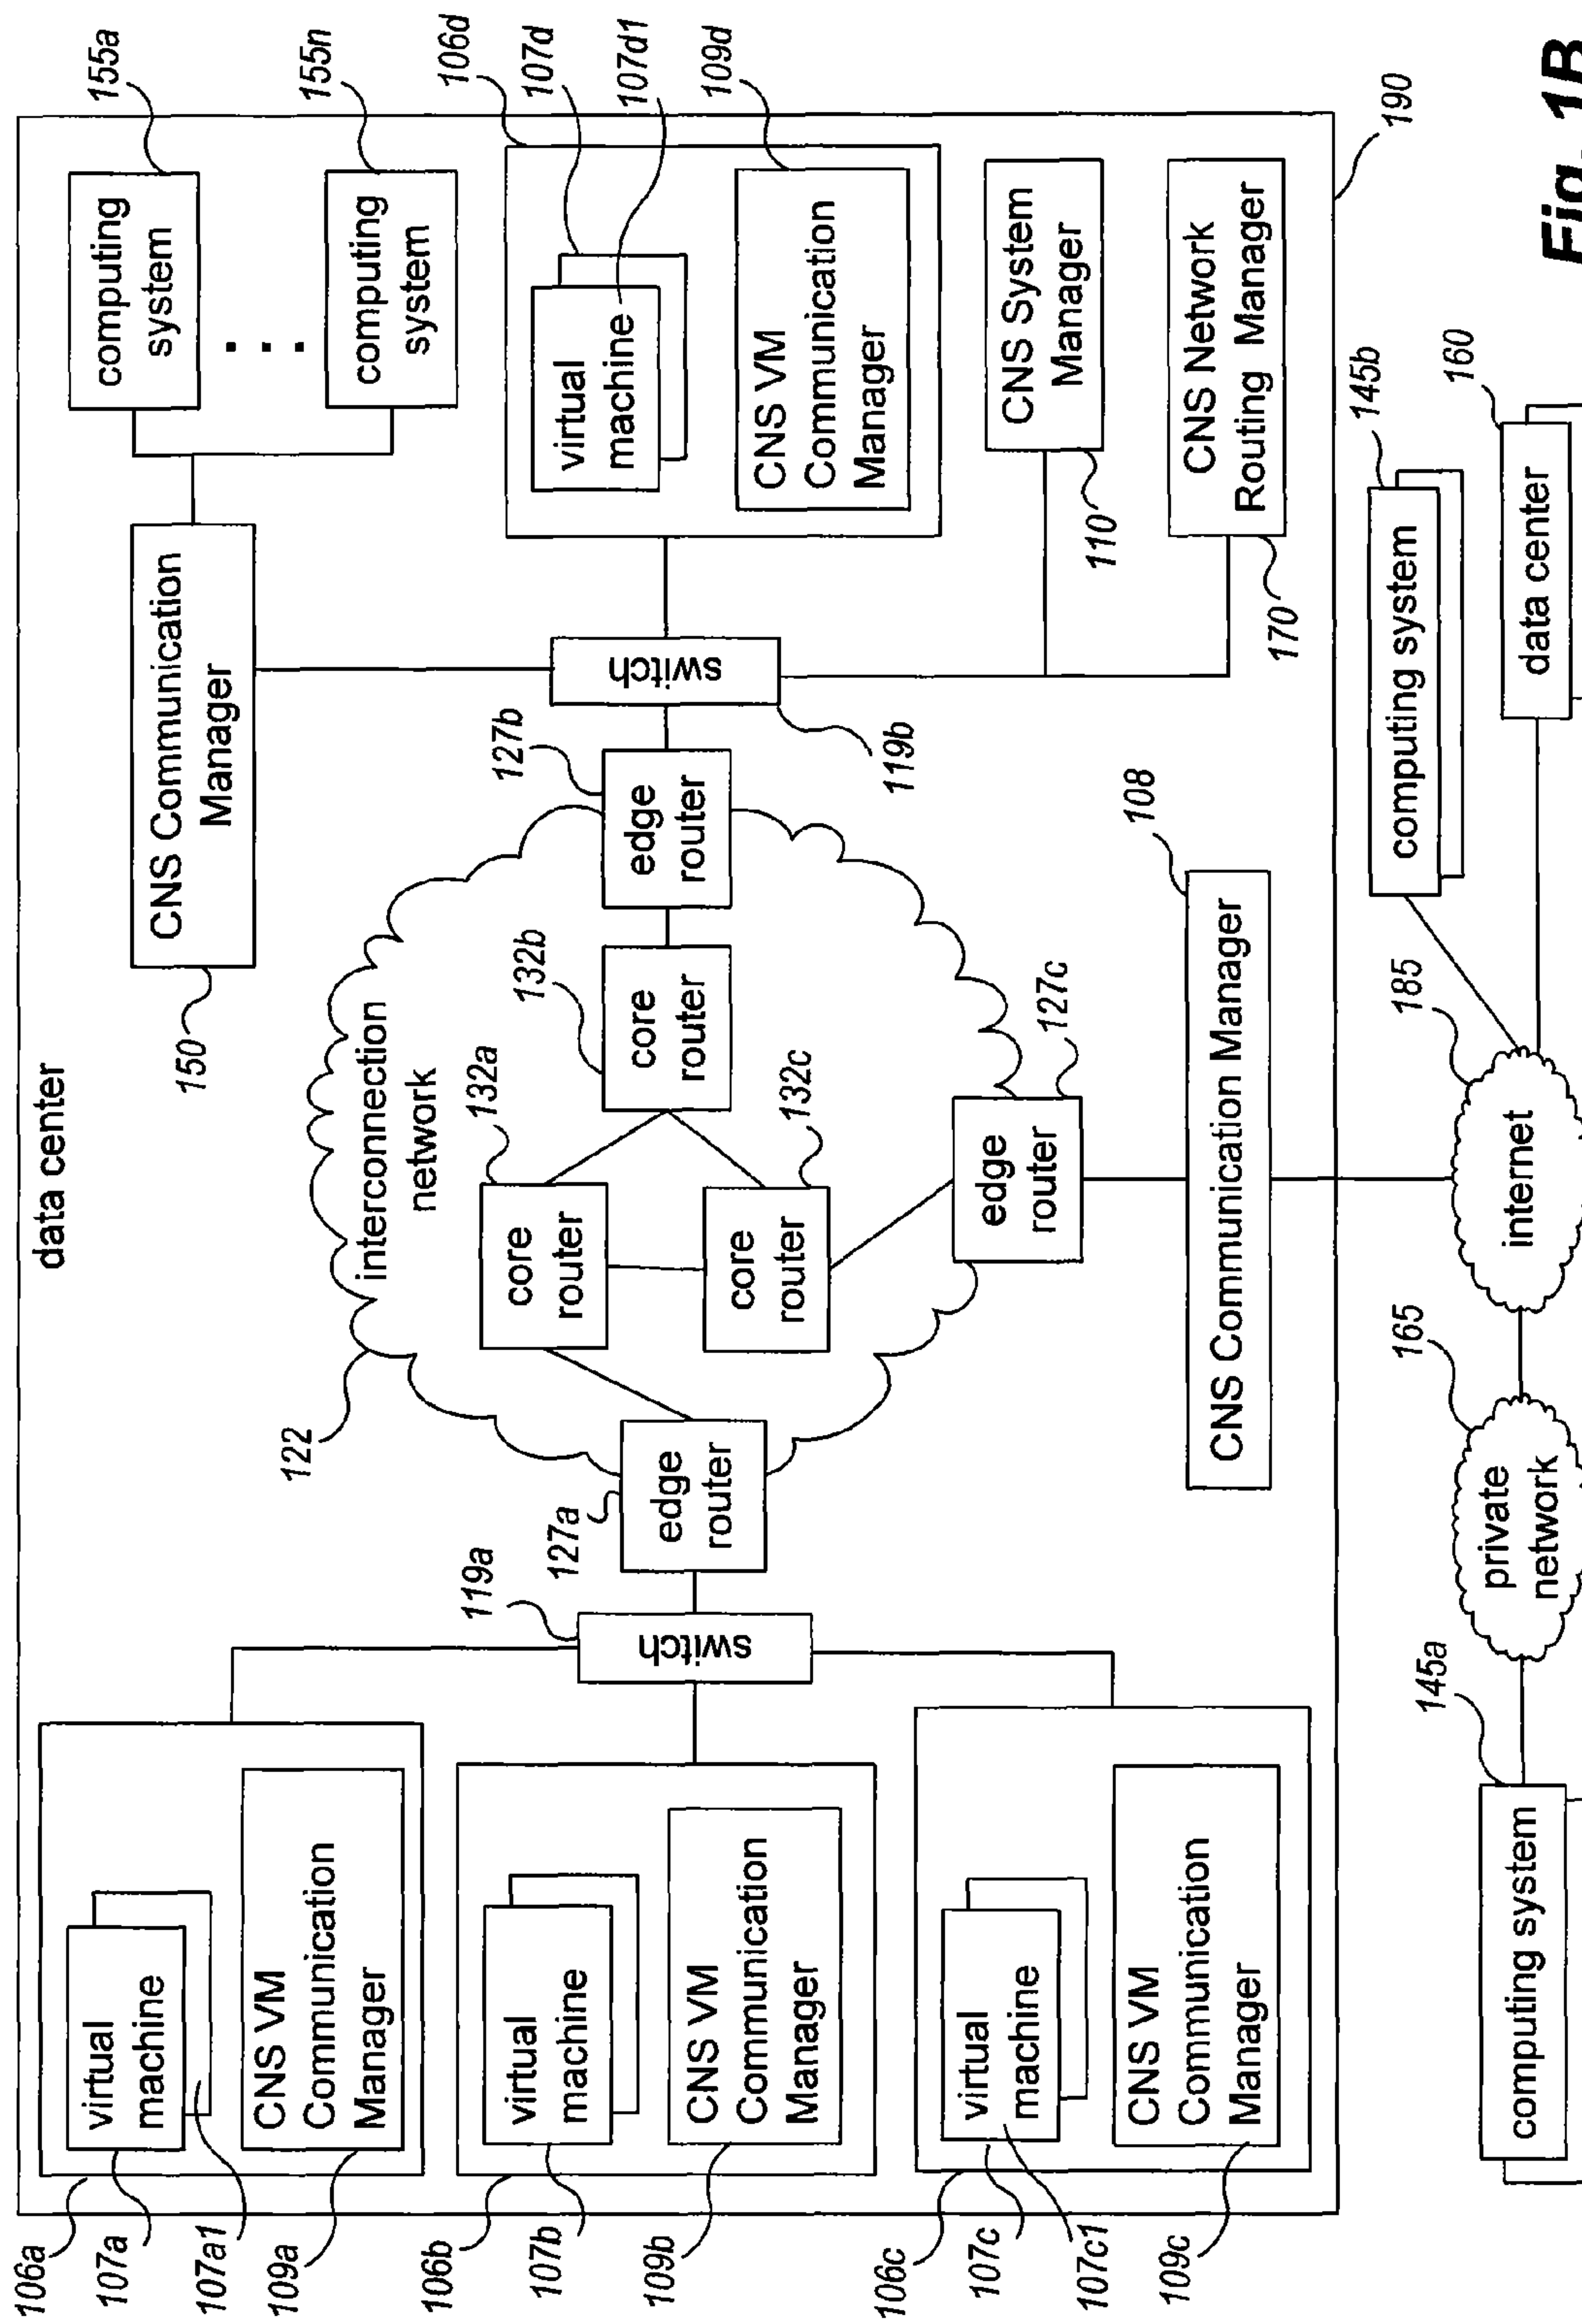 data center
106a
107a
107a1
109a
virtual
machine
CNS VM
Communication
Manager
106b
107b
109b
virtual
machine
CNS VM
Communication
Manager
106c
107c
107c1
109c
virtual
machine
CNS VM
Communication
Manager
119a
switch
127a
edge
router
122
interconnection
network
132a
core
router
132b
core
router
132c
core
router
127b
edge
router
127c
edge
router
119b
switch
150
CNS Communication
Manager
155a
computing
system
...
155n
computing
system
106d
107d
107d1
109d
virtual
machine
CNS VM
Communication
Manager
110
CNS System
Manager
170
CNS Network
Routing Manager
190
108
CNS Communication Manager
145a
computing system
165
private
network
185
internet
145b
computing system
160
data center
Fig. 1B